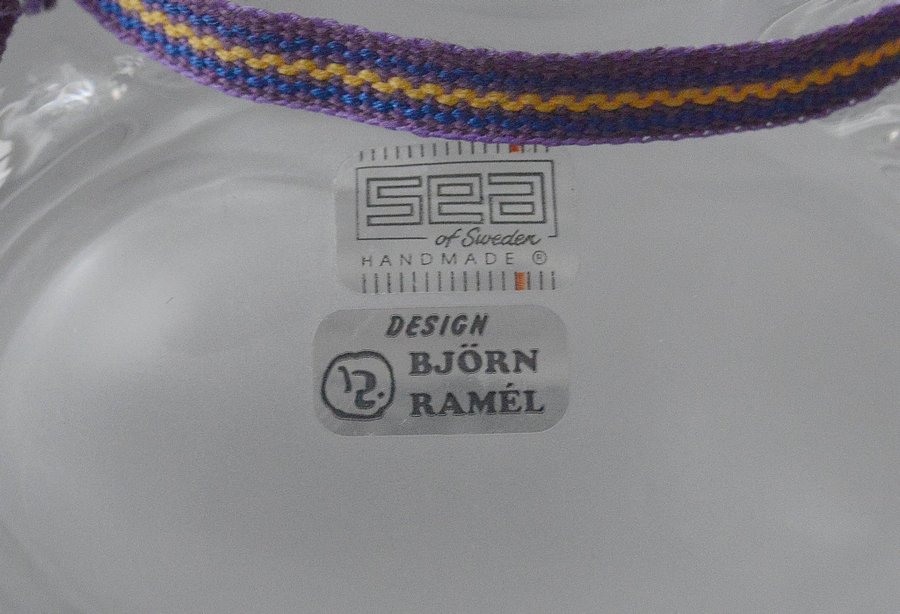 sea
of Sweden
HANDMADE ®
DESIGN
BJÖRN
RAMÉL